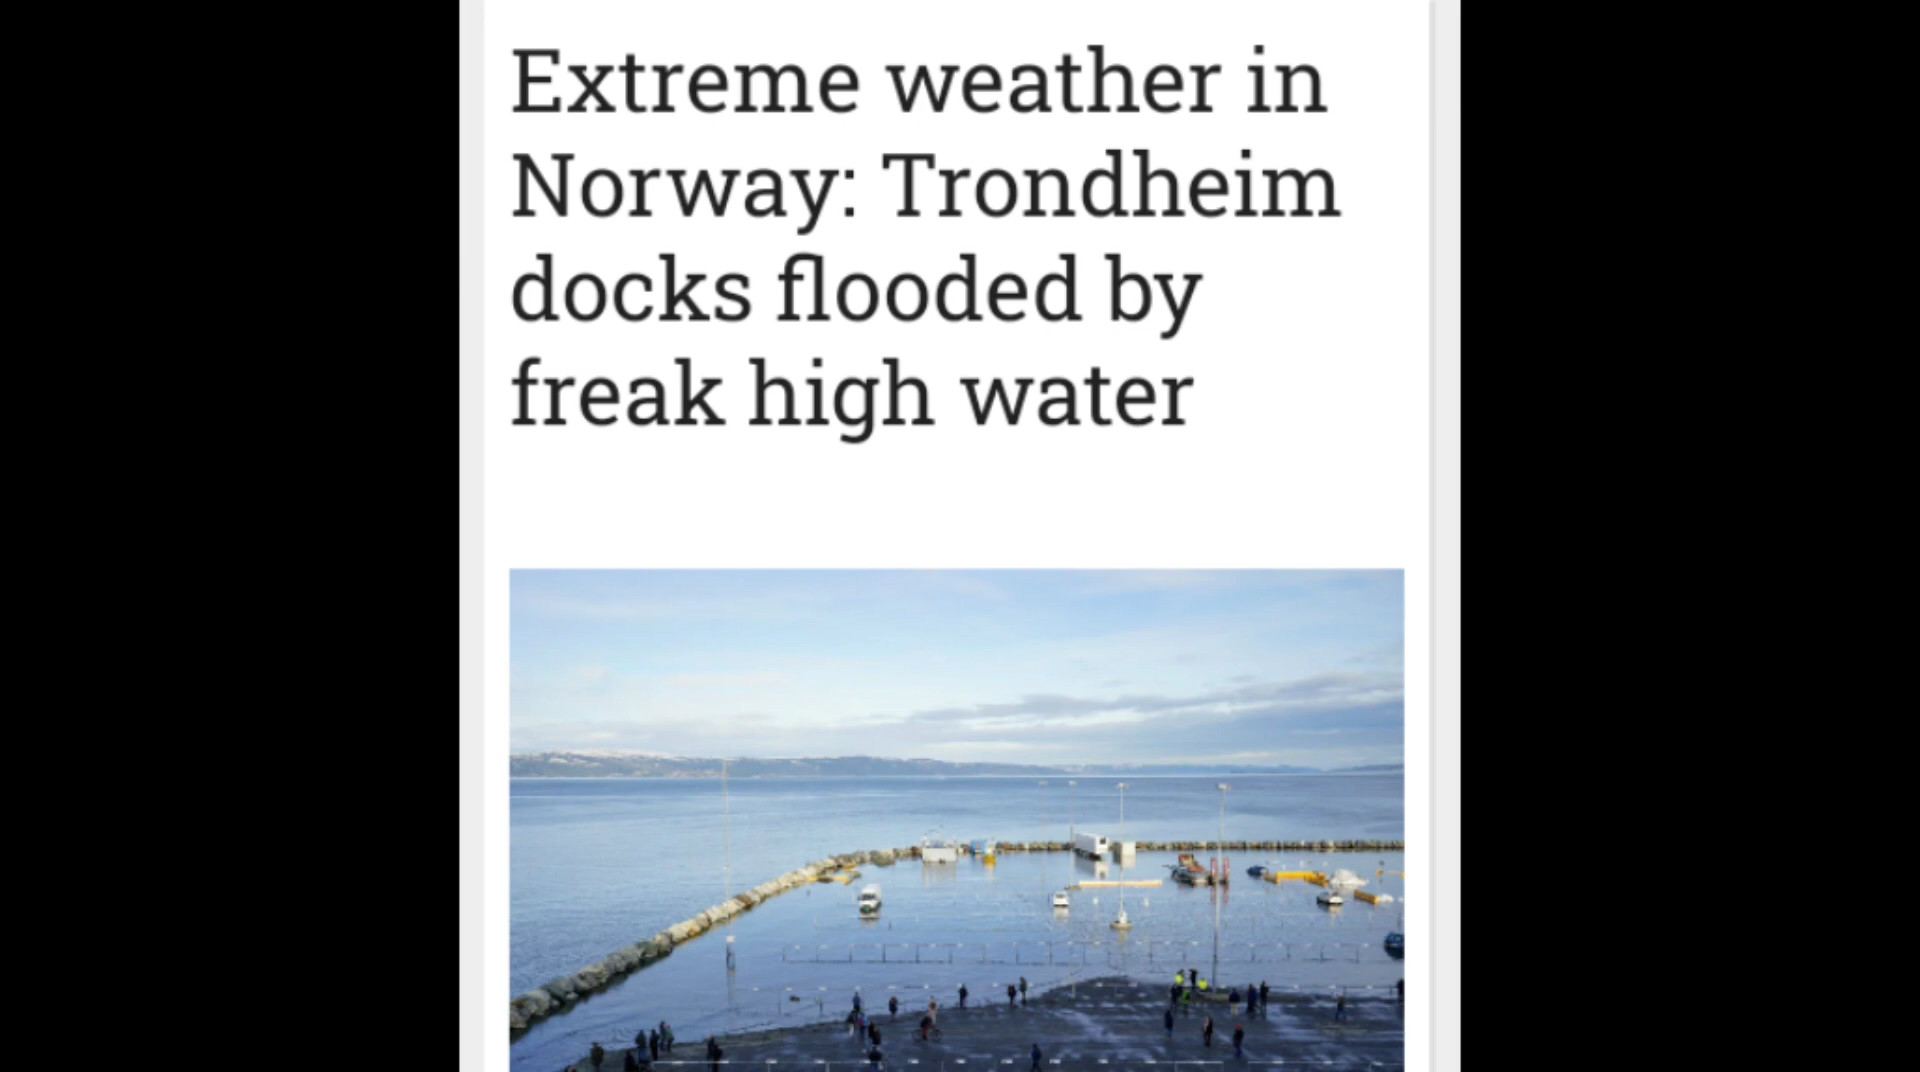 Extreme weather in
Norway: Trondheim
docks flooded by
freak high water